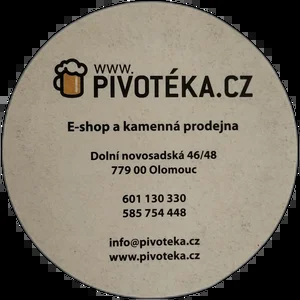 www.
PIVOTÉKA.CZ
E-shop a kamenná prodejna
Dolní novosadská 46/48
779 00 Olomouc
601 130 330
585 754 448
info@pivoteka.cz
www.pivoteka.cz